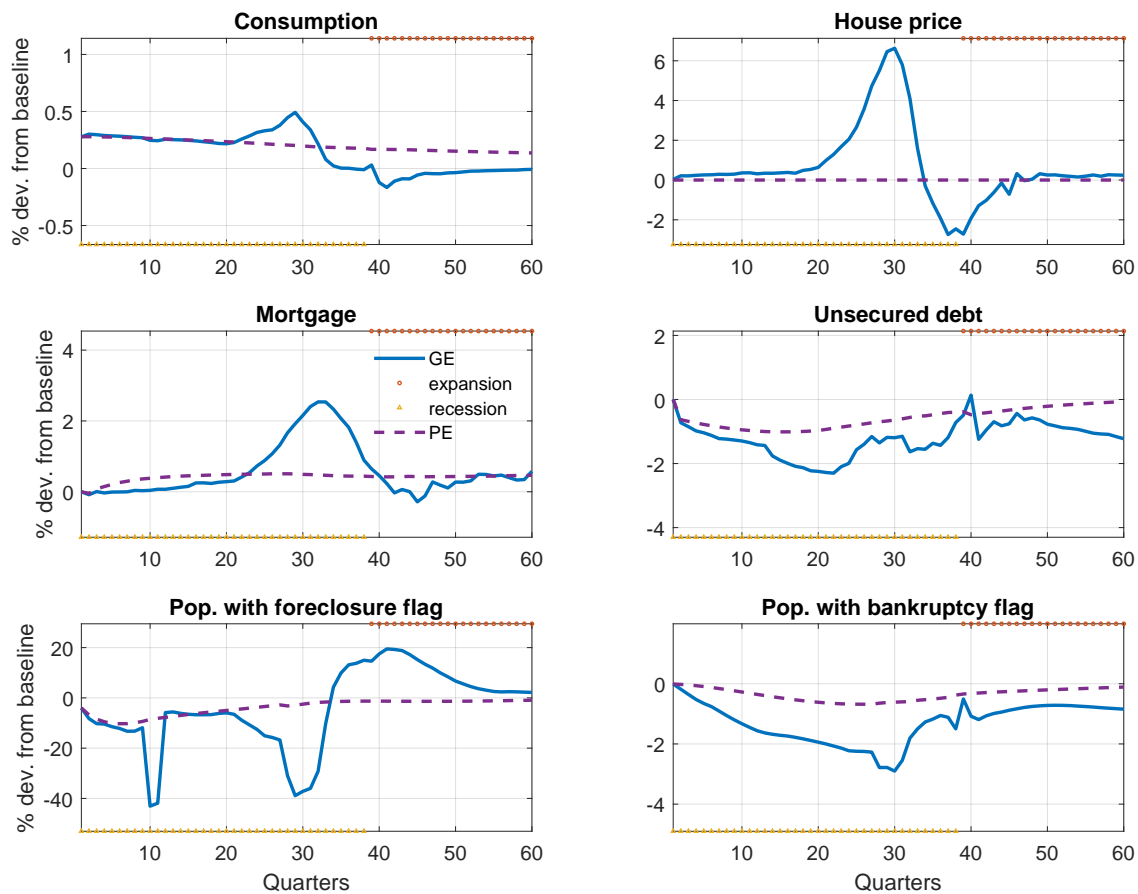 Consumption
House price
% dev. from baseline
1
0.5
0
-0.5
10 20 30 40 50 60
6
4
2
0
-2
10 20 30 40 50 60
Mortgage
Unsecured debt
% dev. from baseline
4
2
0
GE
expansion
recession
PE
10 20 30 40 50 60
2
0
-2
-4
10 20 30 40 50 60
Pop. with foreclosure flag
Pop. with bankruptcy flag
% dev. from baseline
20
0
-20
-40
10 20 30 40 50 60
Quarters
0
-2
-4
10 20 30 40 50 60
Quarters